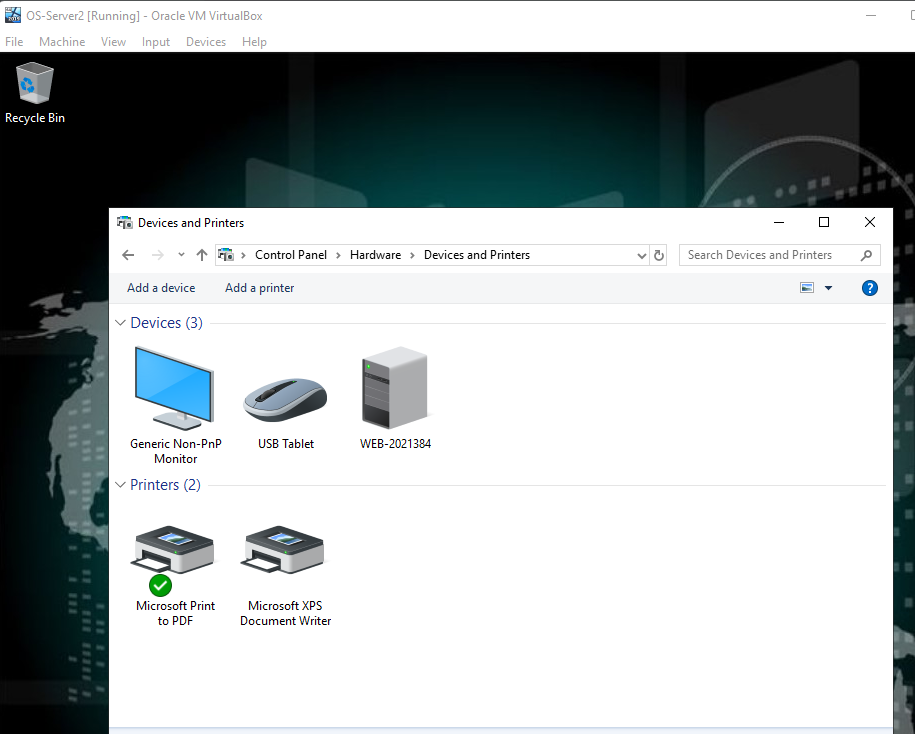 OS-Server2 [Running] - Oracle VM VirtualBox
File Machine View Input Devices Help
Recycle Bin
Devices and Printers
Control Panel Hardware Devices and Printers
Search Devices and Printers
Add a device Add a printer
?
Devices (3)
Generic Non-PnP
Monitor
USB Tablet
WEB-2021384
Printers (2)
Microsoft Print
to PDF
Microsoft XPS
Document Writer